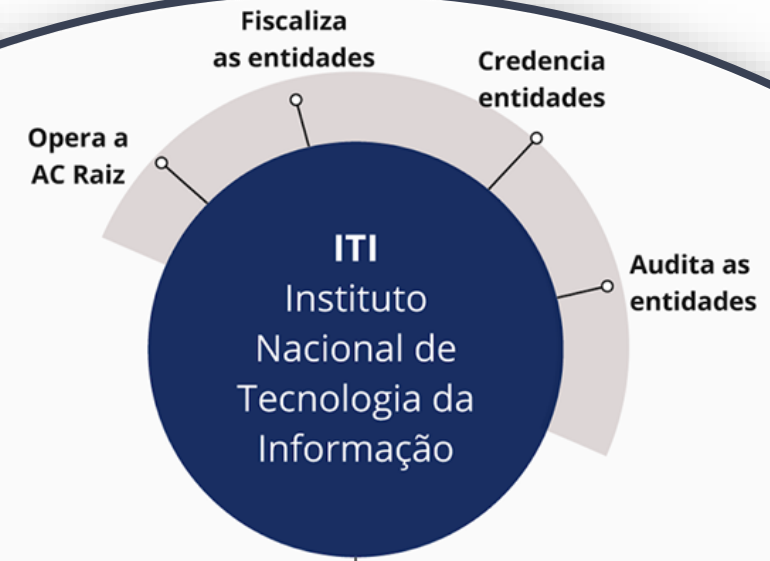 Fiscaliza
as entidades
Credencia
entidades
Opera a
AC Raiz
Audita as
entidades
ITI
Instituto
Nacional de
Tecnologia da
Informação